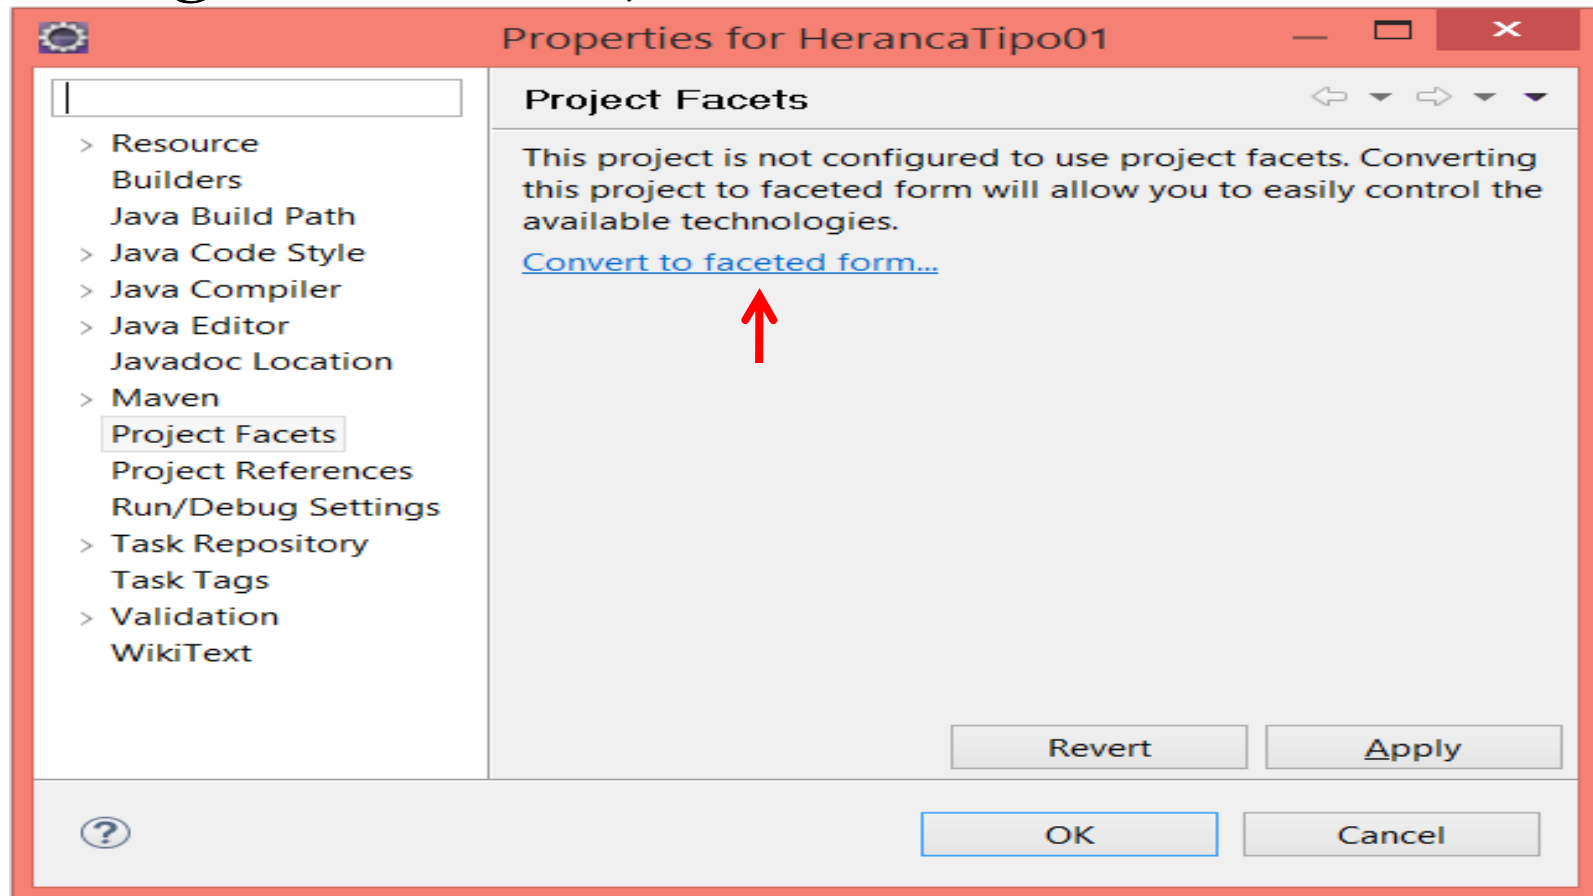 Properties for HerancaTipo01
Resource
Builders
Java Build Path
Java Code Style
Java Compiler
Java Editor
Javadoc Location
Maven
Project Facets
Project References
Run/Debug Settings
Task Repository
Task Tags
Validation
WikiText
Project Facets
This project is not configured to use project facets. Converting
this project to faceted form will allow you to easily control the
available technologies.
Convert to faceted form...
Revert
Apply
OK
Cancel